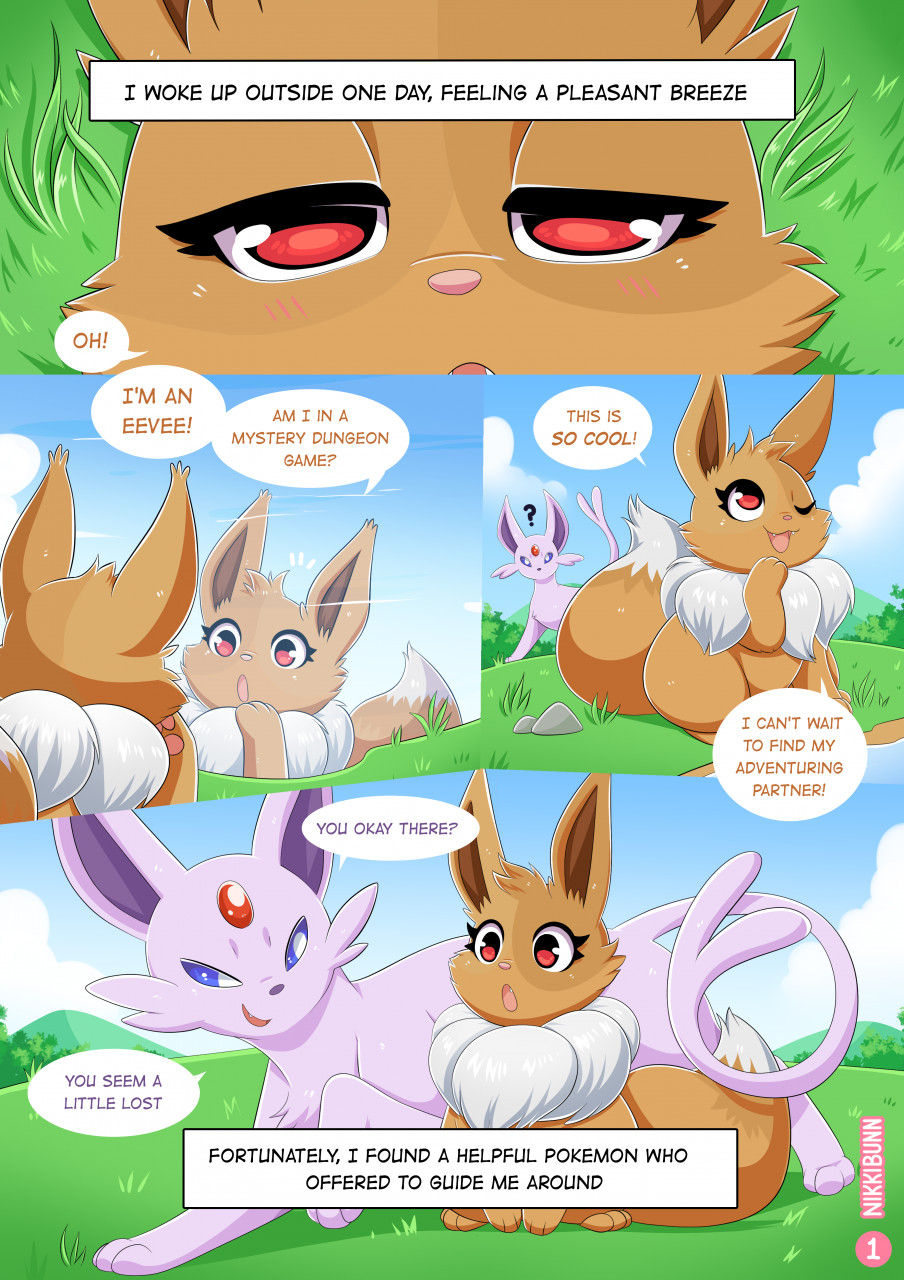 I WOKE UP OUTSIDE ONE DAY, FEELING A PLEASANT BREEZE
OH!
I'M AN
EEVEE!
AM I IN A
MYSTERY DUNGEON
GAME?
THIS IS
SO COOL!
?
I CAN'T WAIT
TO FIND MY
ADVENTURING
PARTNER!
YOU OKAY THERE?
YOU SEEM A
LITTLE LOST
FORTUNATELY, I FOUND A HELPFUL POKEMON WHO
OFFERED TO GUIDE ME AROUND
NIKKIBUNN
1